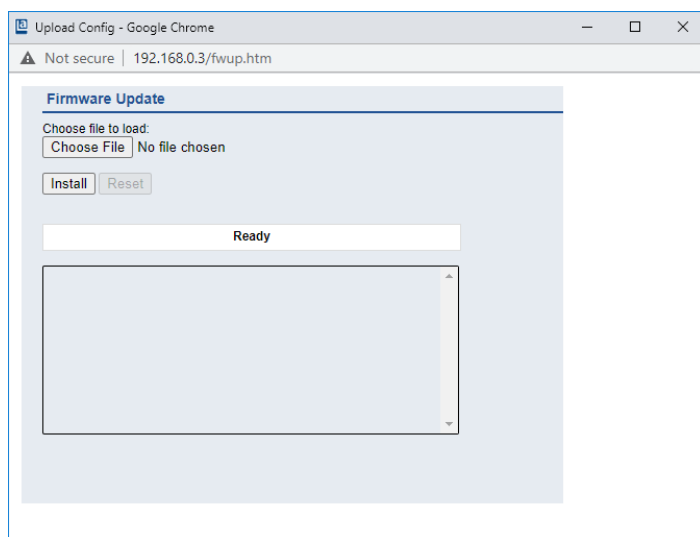 Upload Config - Google Chrome
Not secure | 192.168.0.3/fwup.htm
Firmware Update
Choose file to load:
Choose File No file chosen
Install Reset
Ready